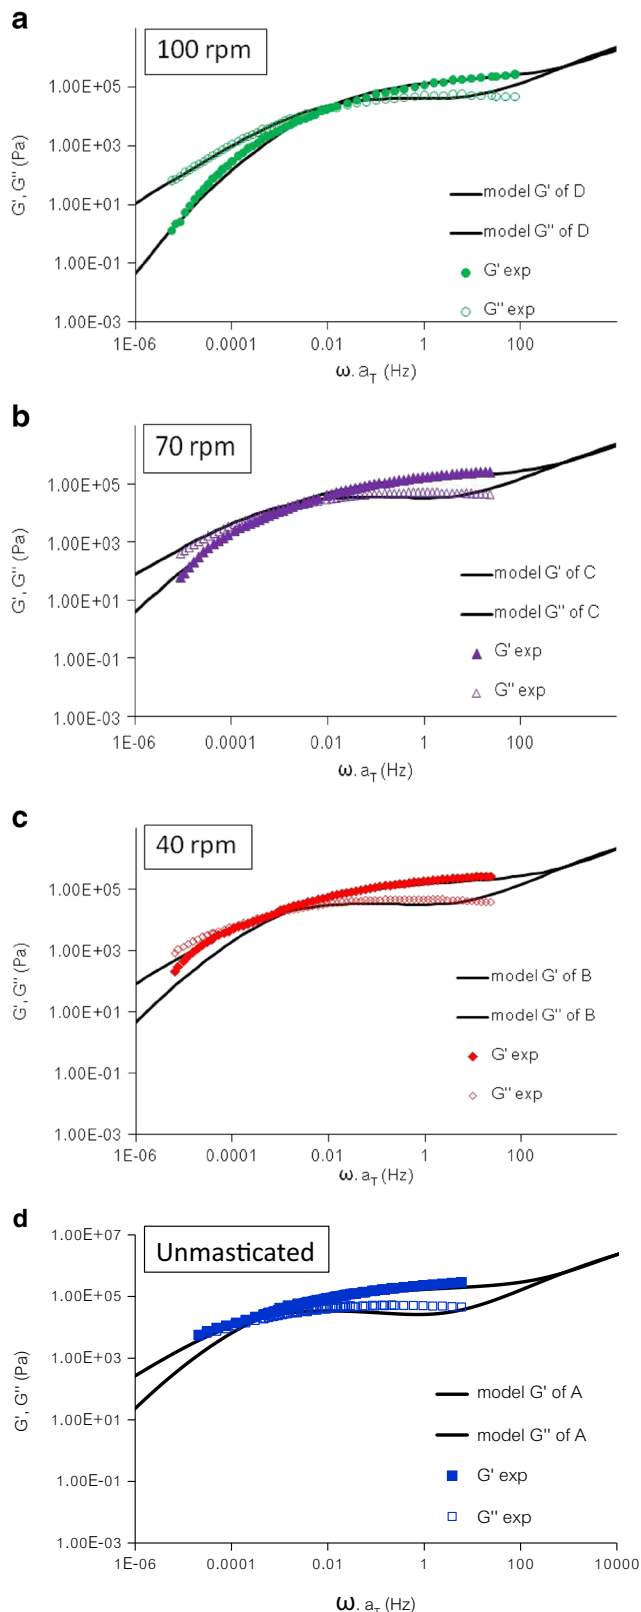 a
100 rpm
1.00E+05
1.00E+03
1.00E+01
1.00E-01
1.00E-03
G', G" (Pa)
model G' of D
model G" of D
G' exp
G" exp
1E-06 0.0001 0.01 1 100
ω. aT (Hz)
b
70 rpm
1.00E+05
1.00E+03
1.00E+01
1.00E-01
1.00E-03
G', G" (Pa)
model G' of C
model G" of C
G' exp
G" exp
1E-06 0.0001 0.01 1 100
ω. aT (Hz)
c
40 rpm
1.00E+05
1.00E+03
1.00E+01
1.00E-01
1.00E-03
G', G" (Pa)
model G' of B
model G" of B
G' exp
G" exp
1E-06 0.0001 0.01 1 100
ω. aT (Hz)
d
Unmasticated
1.00E+07
1.00E+05
1.00E+03
1.00E+01
1.00E-01
1.00E-03
G', G" (Pa)
model G' of A
model G" of A
G' exp
G" exp
1E-06 0.0001 0.01 1 100 10000
ω. aT (Hz)